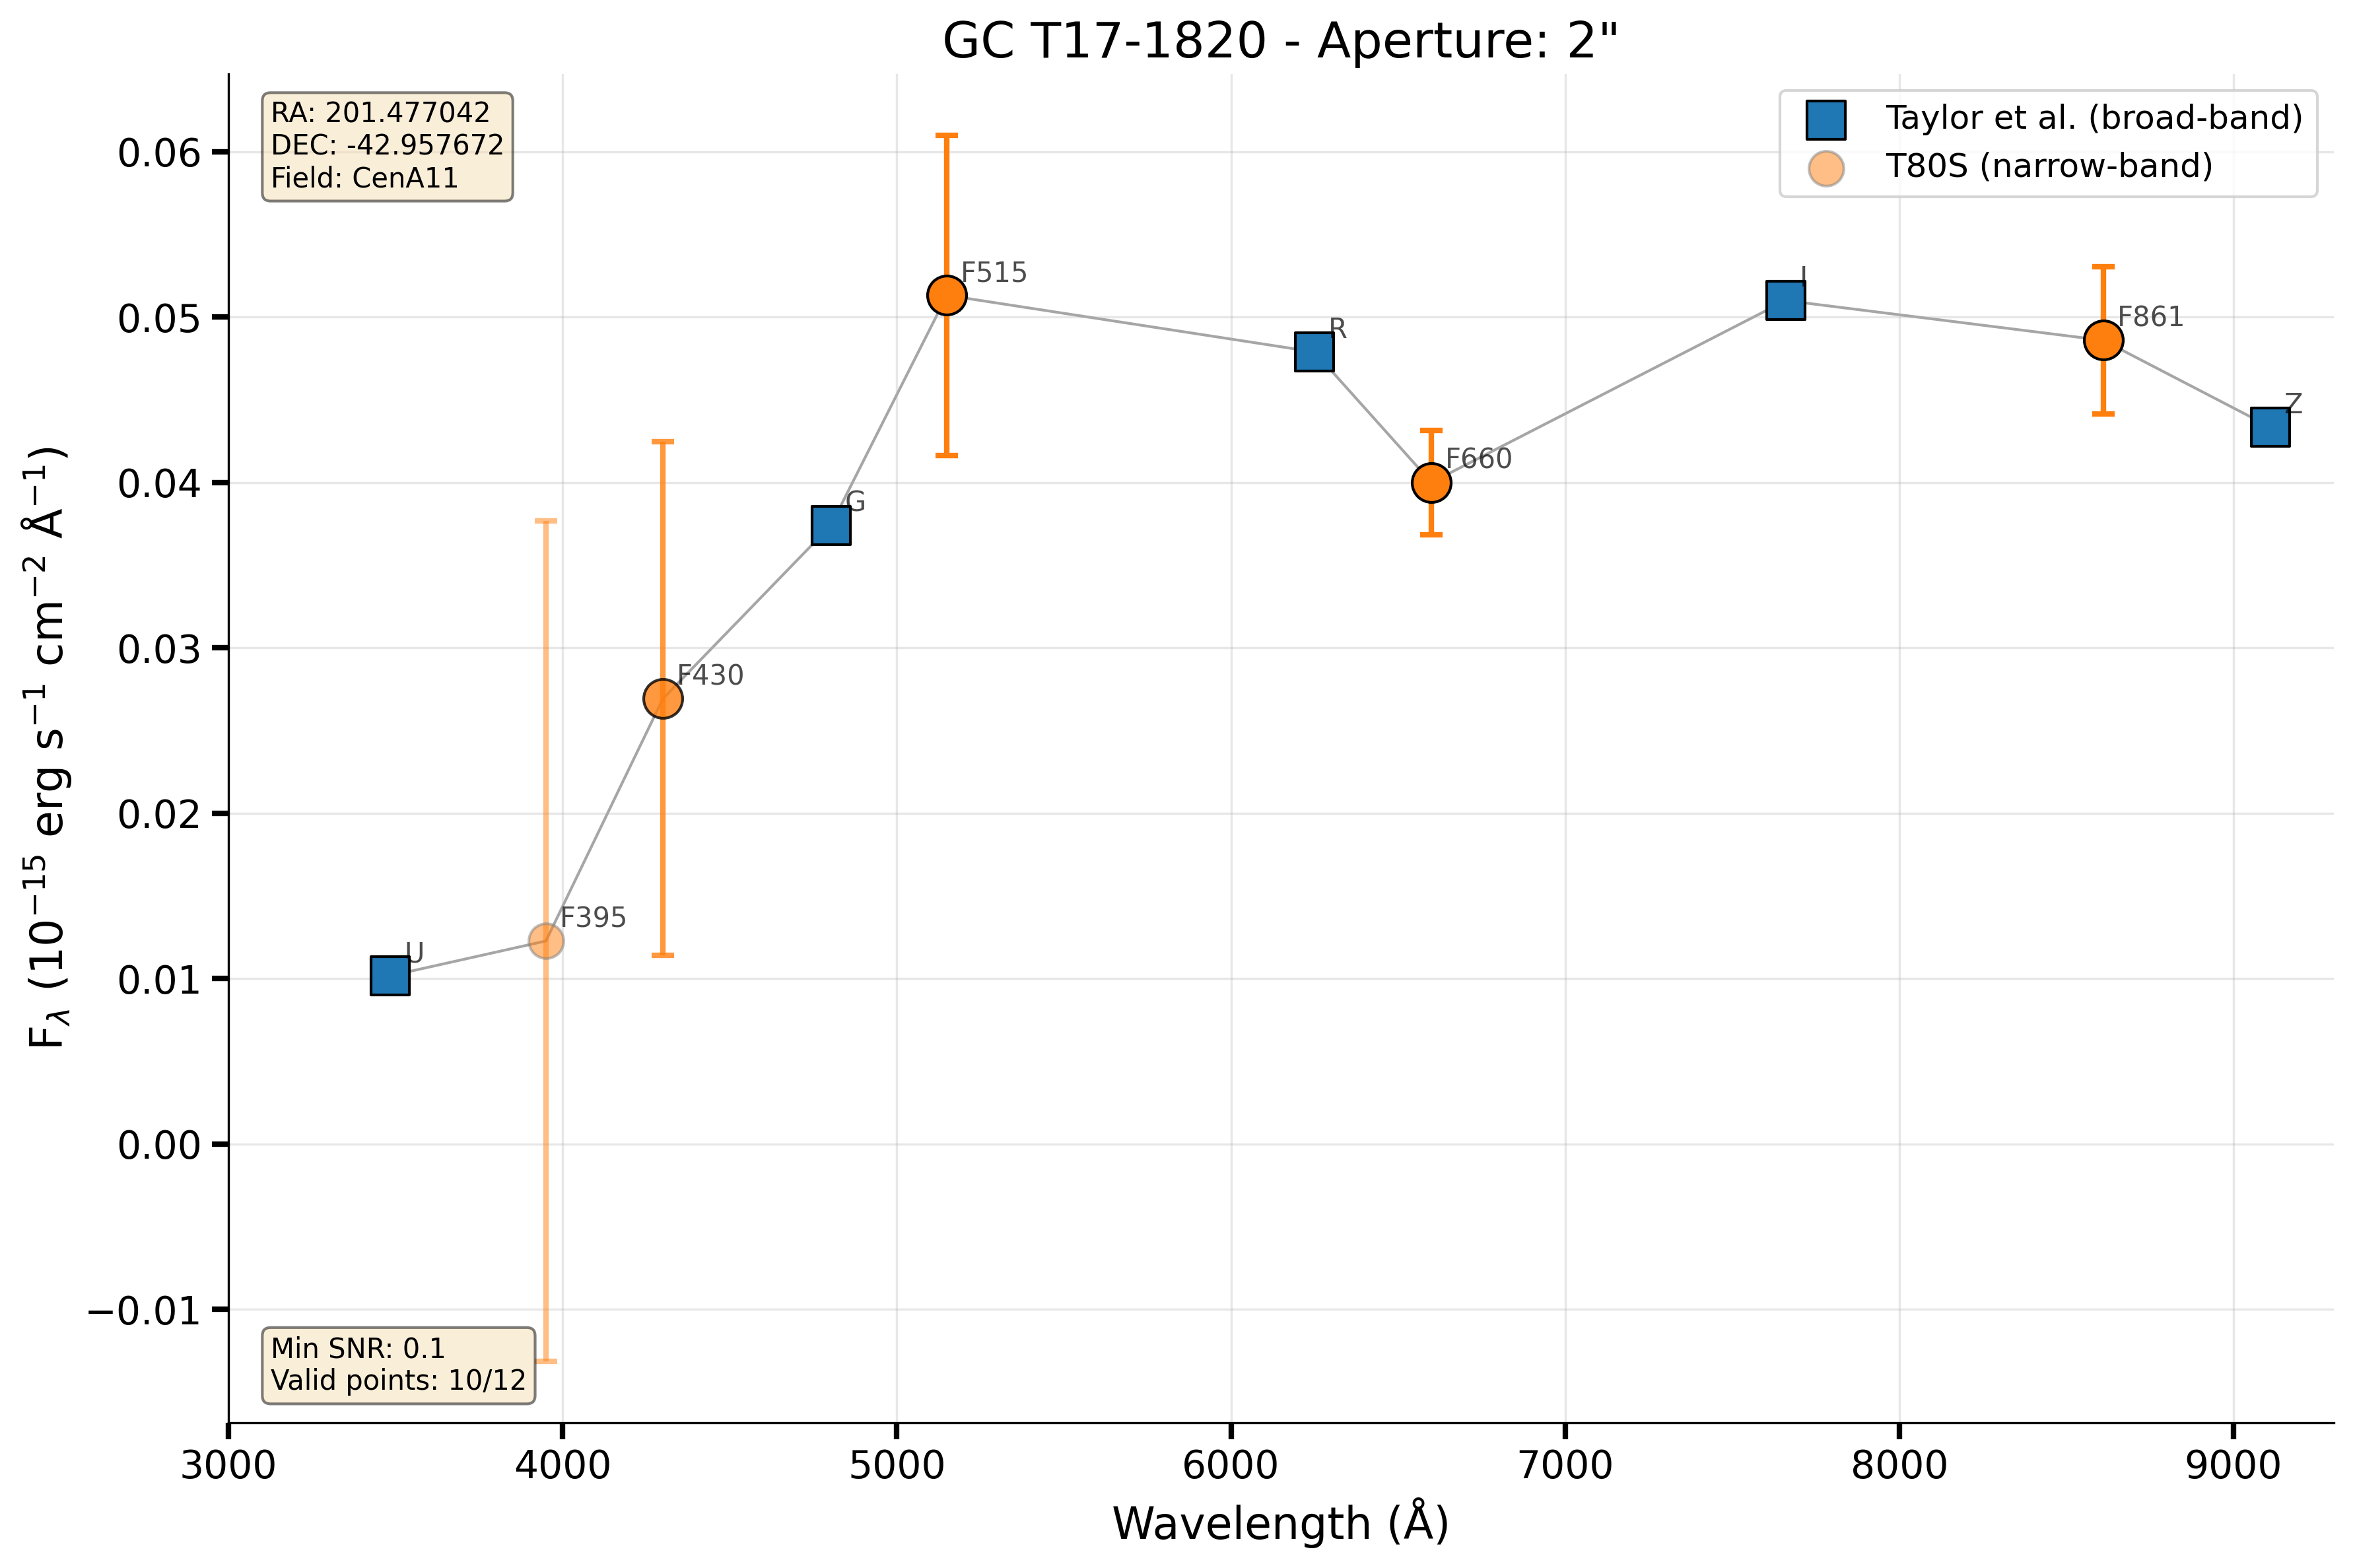 GC T17-1820 - Aperture: 2"
RA: 201.477042
DEC: -42.957672
Field: CenA11
Taylor et al. (broad-band)
T80S (narrow-band)
0.06
0.05
0.04
0.03
0.02
0.01
0.00
−0.01
F_λ (10⁻¹⁵ erg s⁻¹ cm⁻² Å⁻¹)
U
F395
F430
G
F515
R
F660
I
F861
Z
Min SNR: 0.1
Valid points: 10/12
3000 4000 5000 6000 7000 8000 9000
Wavelength (Å)